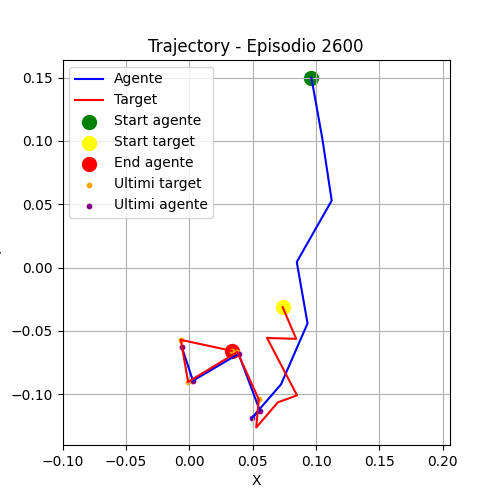 Trajectory - Episodio 2600
Agente
Target
Start agente
Start target
End agente
Ultimi target
Ultimi agente
0.15
0.10
0.05
0.00
−0.05
−0.10
−0.10
−0.05
0.00
0.05
0.10
0.15
0.20
X